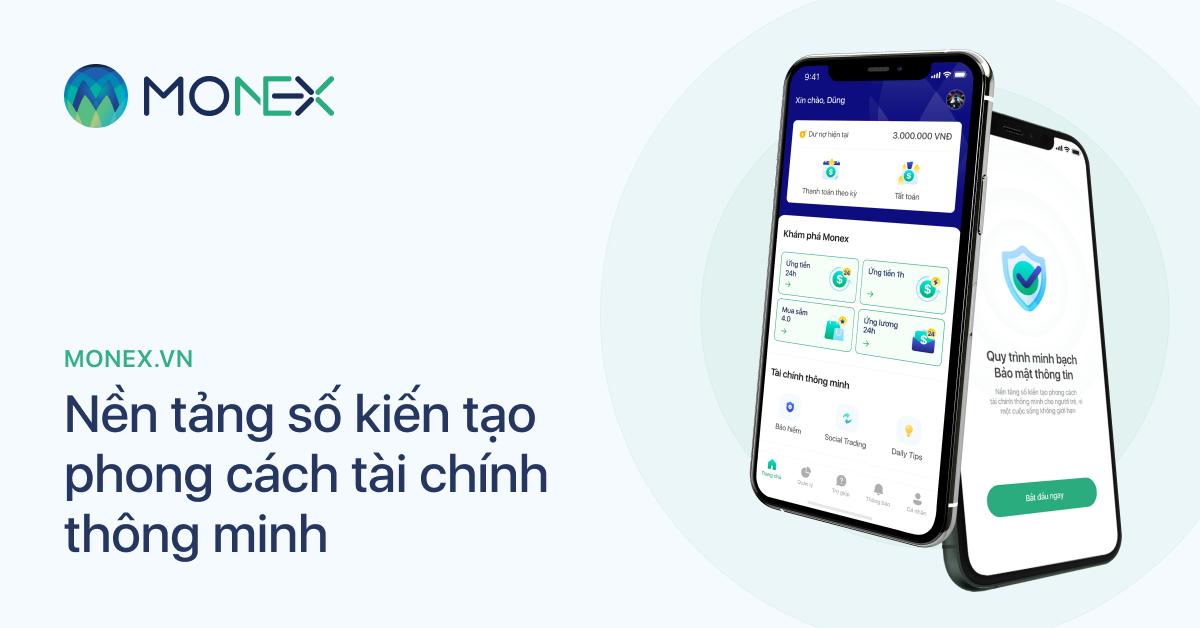 MONEX
MONEX.VN
Nền tảng số kiến tạo
phong cách tài chính
thông minh
9:41
Xin chào, Dũng
Dư nợ hiện tại 3.000.000 VNĐ
Thanh toán theo kỳ Tất toán
Khám phá Monex
Ứng tiền
24h
24
Ứng tiền 1h
Mua sắm
4.0
Ứng lương
24h
24
Tài chính thông minh
Bảo hiểm Social Trading Daily Tips
Trang chủ Quản lý Trợ giúp Thông báo Cá nhân
Quy trình minh bạch
Bảo mật thông tin
Nền tảng số kiến tạo phong cách
tài chính thông minh cho người trẻ, vì
một cuộc sống không giới hạn
Bắt đầu ngay